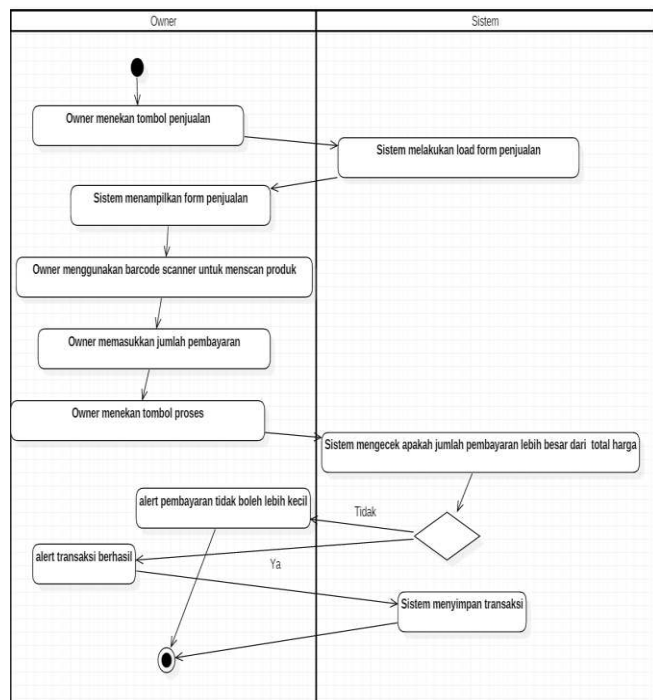 Owner
Sistem
Owner menekan tombol penjualan
Sistem melakukan load form penjualan
Sistem menampilkan form penjualan
Owner menggunakan barcode scanner untuk menscan produk
Owner memasukkan jumlah pembayaran
Owner menekan tombol proses
Sistem mengecek apakah jumlah pembayaran lebih besar dari total harga
alert pembayaran tidak boleh lebih kecil
Tidak
alert transaksi berhasil
Ya
Sistem menyimpan transaksi